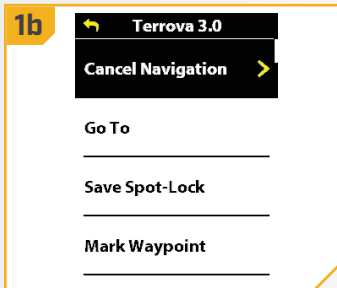 1b
Terrova 3.0
Cancel Navigation
Go To
Save Spot-Lock
Mark Waypoint